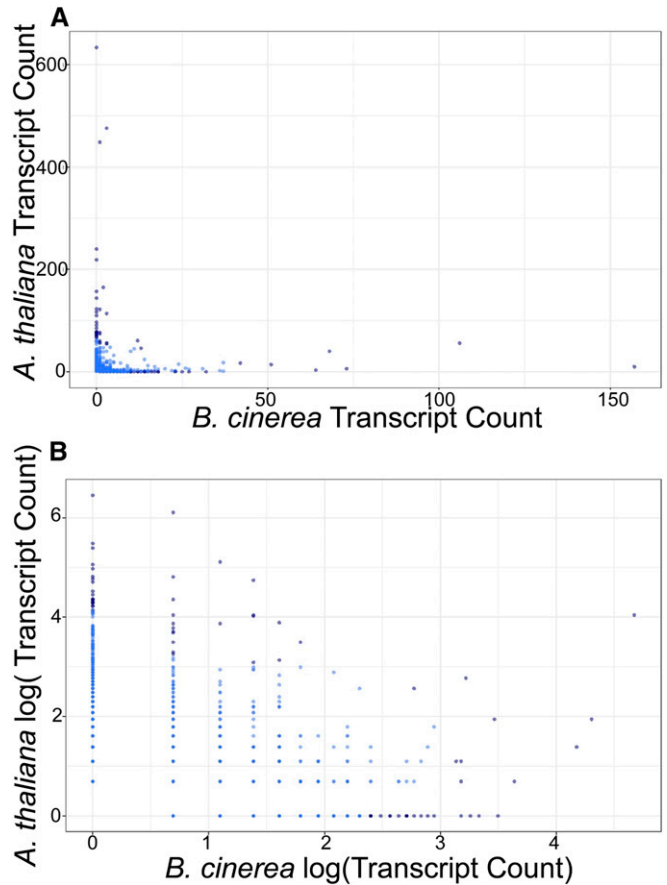 A
A. thaliana Transcript Count
600
400
200
0
0
50
100
150
B. cinerea Transcript Count
B
A. thaliana log( Transcript Count)
6
4
2
0
0
1
2
3
4
B. cinerea log(Transcript Count)